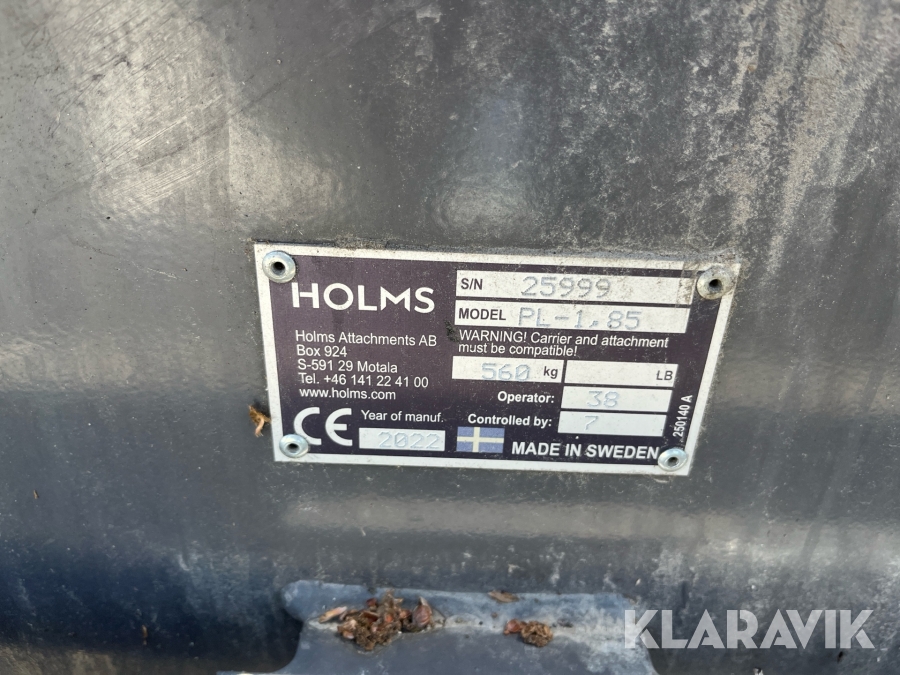 HOLMS
Holms Attachments AB
Box 924
S-591 29 Motala
Tel. +46 141 22 41 00
www.holms.com
CE
Year of manuf.
2022
S/N 25999
MODEL PL-1.85
WARNING! Carrier and attachment
must be compatible!
560 kg LB
Operator: 38
Controlled by: 7
MADE IN SWEDEN
250140 A
KLARAVIK